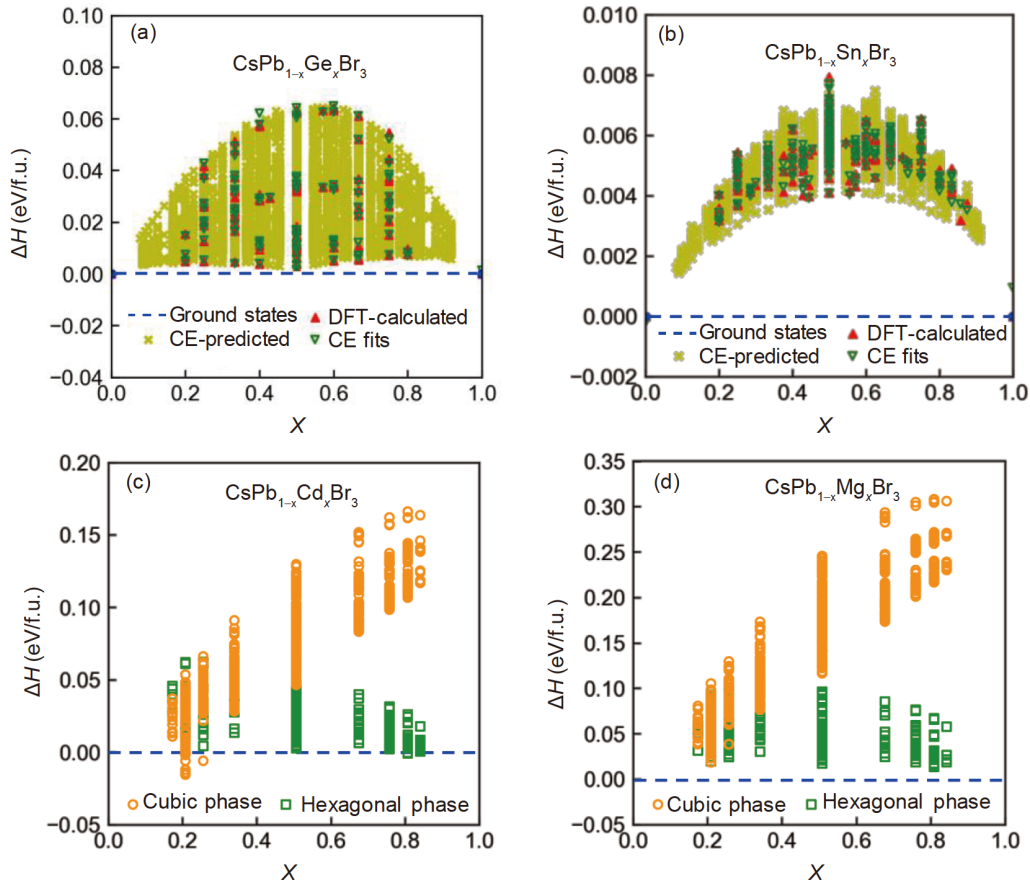 (a)
CsPb1−xGexBr3
ΔH (eV/f.u.)
0.10
0.08
0.06
0.04
0.02
0.00
−0.02
−0.04
Ground states
DFT-calculated
CE-predicted
CE fits
0.0 0.2 0.4 0.6 0.8 1.0
X
(b)
CsPb1−xSnxBr3
ΔH (eV/f.u.)
0.010
0.008
0.006
0.004
0.002
0.000
−0.002
Ground states
DFT-calculated
CE-predicted
CE fits
0.0 0.2 0.4 0.6 0.8 1.0
X
(c)
CsPb1−xCdxBr3
ΔH (eV/f.u.)
0.20
0.15
0.10
0.05
0.00
−0.05
Cubic phase
Hexagonal phase
0.0 0.2 0.4 0.6 0.8 1.0
X
(d)
CsPb1−xMgxBr3
ΔH (eV/f.u.)
0.35
0.30
0.25
0.20
0.15
0.10
0.05
0.00
−0.05
Cubic phase
Hexagonal phase
0.0 0.2 0.4 0.6 0.8 1.0
X